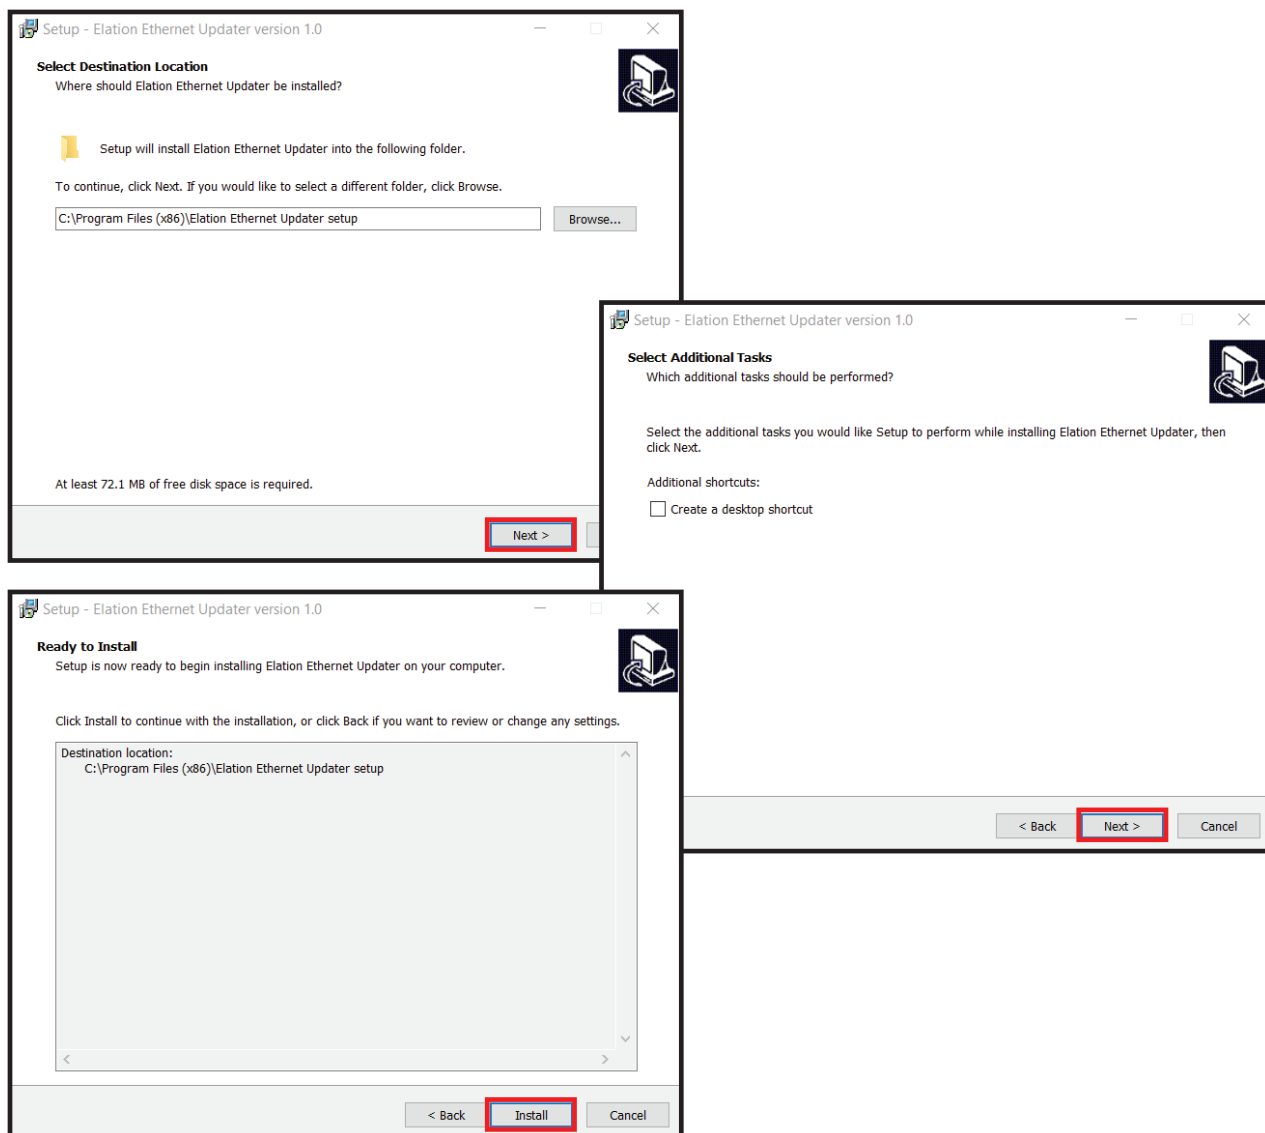 Setup - Elation Ethernet Updater version 1.0
Select Destination Location
Where should Elation Ethernet Updater be installed?
Setup will install Elation Ethernet Updater into the following folder.
To continue, click Next. If you would like to select a different folder, click Browse.
C:\Program Files (x86)\Elation Ethernet Updater setup
Browse...
At least 72.1 MB of free disk space is required.
Next >
Setup - Elation Ethernet Updater version 1.0
Select Additional Tasks
Which additional tasks should be performed?
Select the additional tasks you would like Setup to perform while installing Elation Ethernet Updater, then
click Next.
Additional shortcuts:
Create a desktop shortcut
< Back
Next >
Cancel
Setup - Elation Ethernet Updater version 1.0
Ready to Install
Setup is now ready to begin installing Elation Ethernet Updater on your computer.
Click Install to continue with the installation, or click Back if you want to review or change any settings.
Destination location:
C:\Program Files (x86)\Elation Ethernet Updater setup
< Back
Install
Cancel